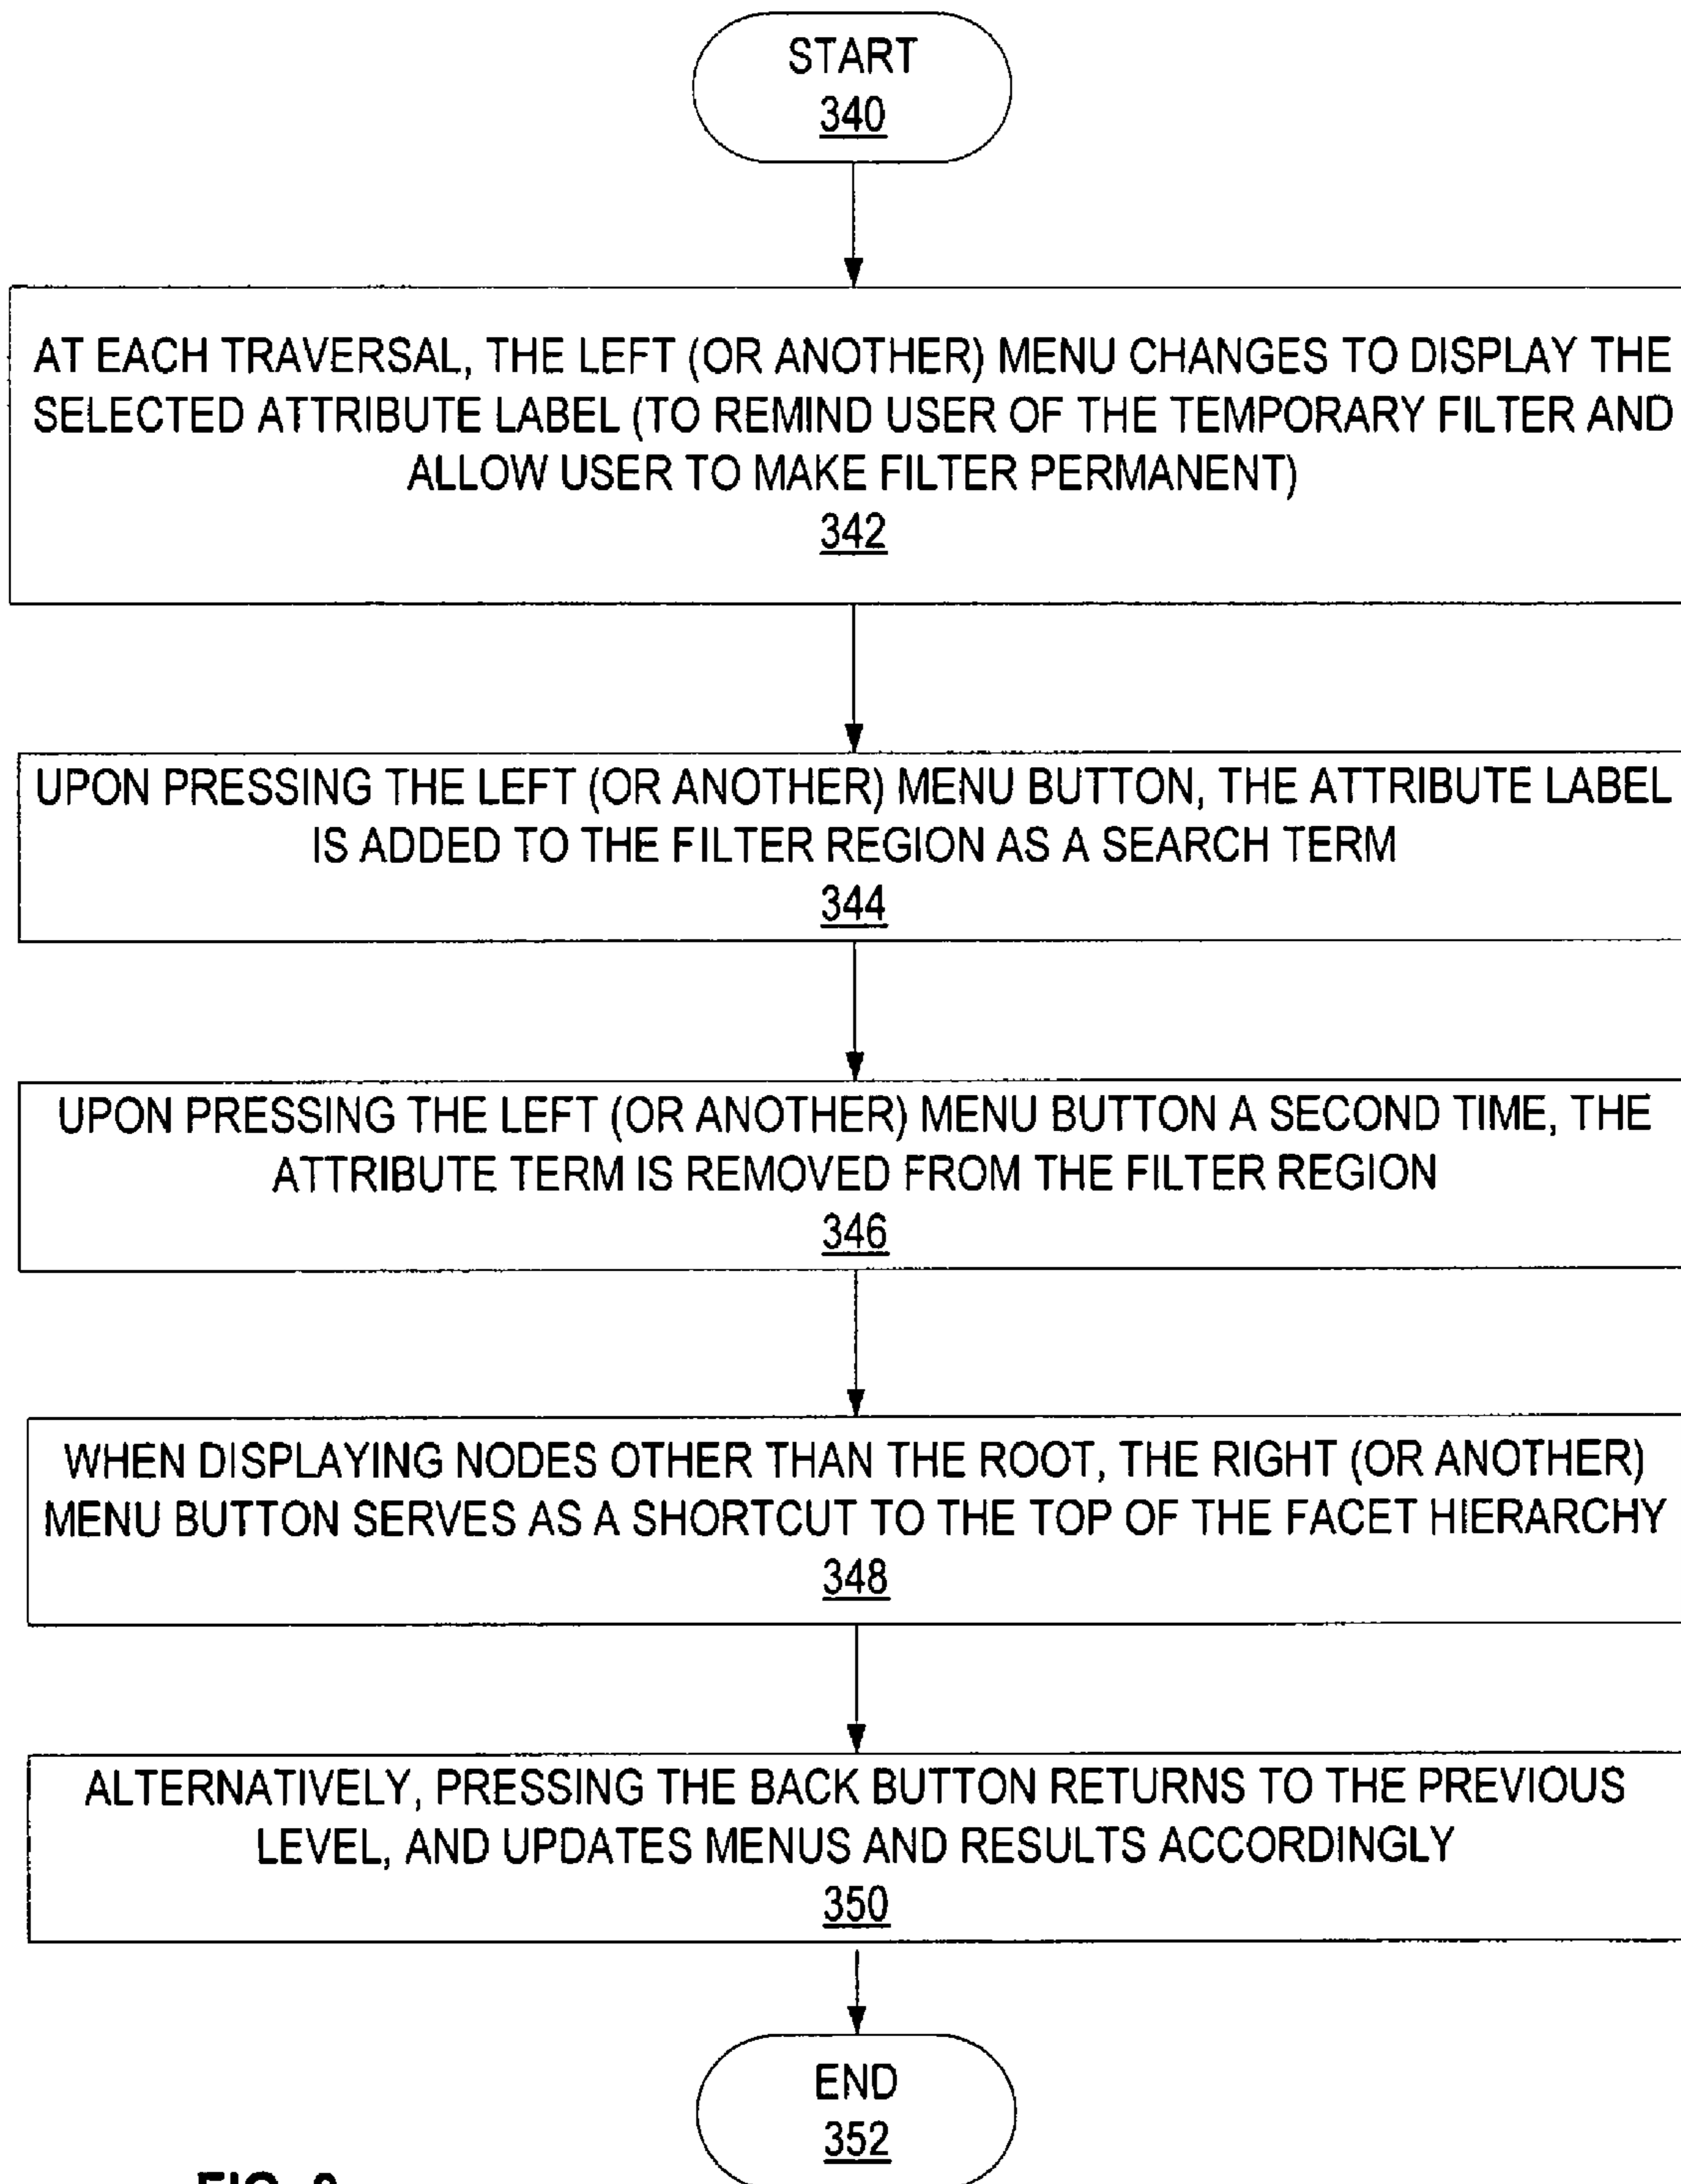 START
340
AT EACH TRAVERSAL, THE LEFT (OR ANOTHER) MENU CHANGES TO DISPLAY THE
SELECTED ATTRIBUTE LABEL (TO REMIND USER OF THE TEMPORARY FILTER AND
ALLOW USER TO MAKE FILTER PERMANENT)
342
UPON PRESSING THE LEFT (OR ANOTHER) MENU BUTTON, THE ATTRIBUTE LABEL
IS ADDED TO THE FILTER REGION AS A SEARCH TERM
344
UPON PRESSING THE LEFT (OR ANOTHER) MENU BUTTON A SECOND TIME, THE
ATTRIBUTE TERM IS REMOVED FROM THE FILTER REGION
346
WHEN DISPLAYING NODES OTHER THAN THE ROOT, THE RIGHT (OR ANOTHER)
MENU BUTTON SERVES AS A SHORTCUT TO THE TOP OF THE FACET HIERARCHY
348
ALTERNATIVELY, PRESSING THE BACK BUTTON RETURNS TO THE PREVIOUS
LEVEL, AND UPDATES MENUS AND RESULTS ACCORDINGLY
350
END
352
FIG.